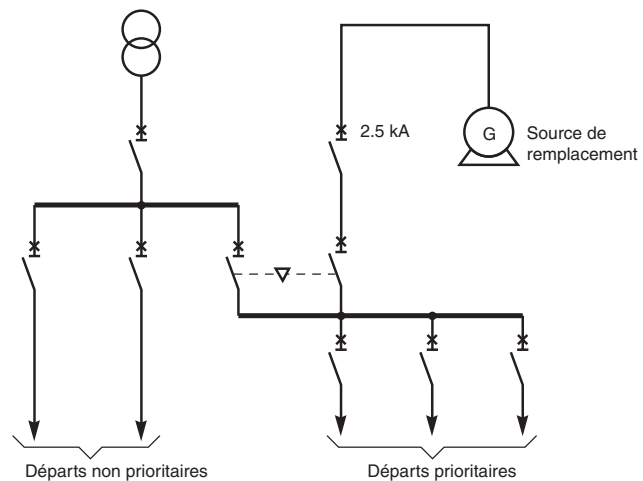 2.5 kA
G
Source de
remplacement
Départs non prioritaires
Départs prioritaires